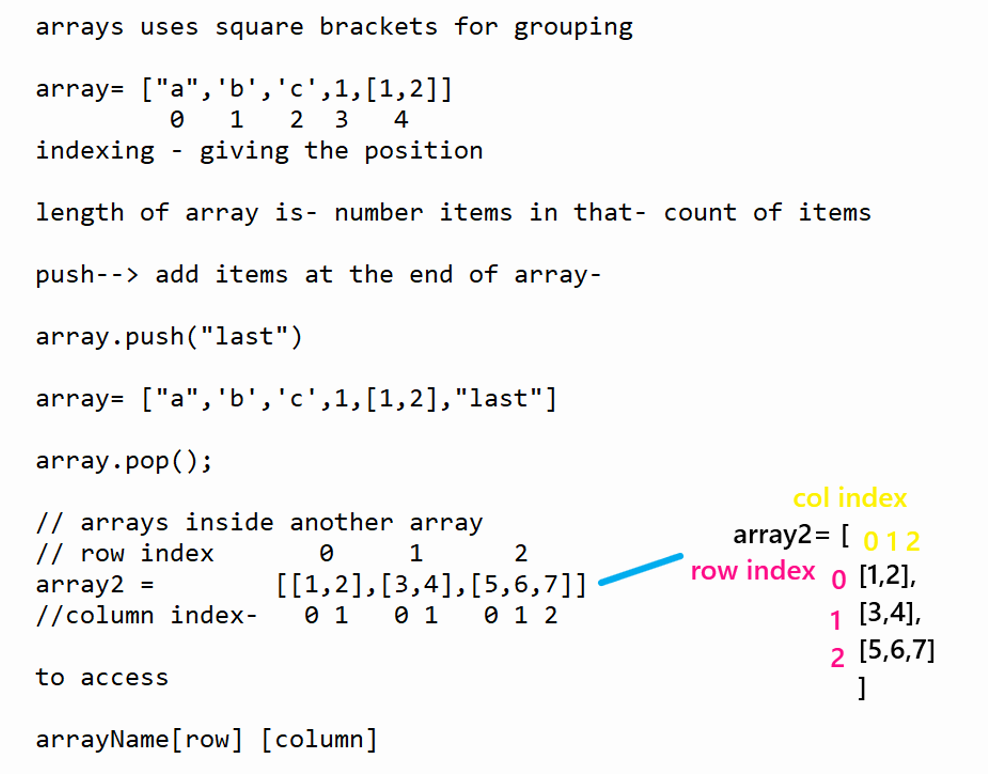 arrays uses square brackets for grouping
array= ["a",'b','c',1,[1,2]]
0 1 2 3 4
indexing - giving the position
length of array is- number items in that- count of items
push--> add items at the end of array-
array.push("last")
array= ["a",'b','c',1,[1,2],"last"]
array.pop();
// arrays inside another array
// row index 0 1 2
array2 = [[1,2],[3,4],[5,6,7]]
//column index- 0 1 0 1 0 1 2
to access
arrayName[row] [column]
col index
array2= [ 0 1 2
row index 0 [1,2],
1 [3,4],
2 [5,6,7]
]